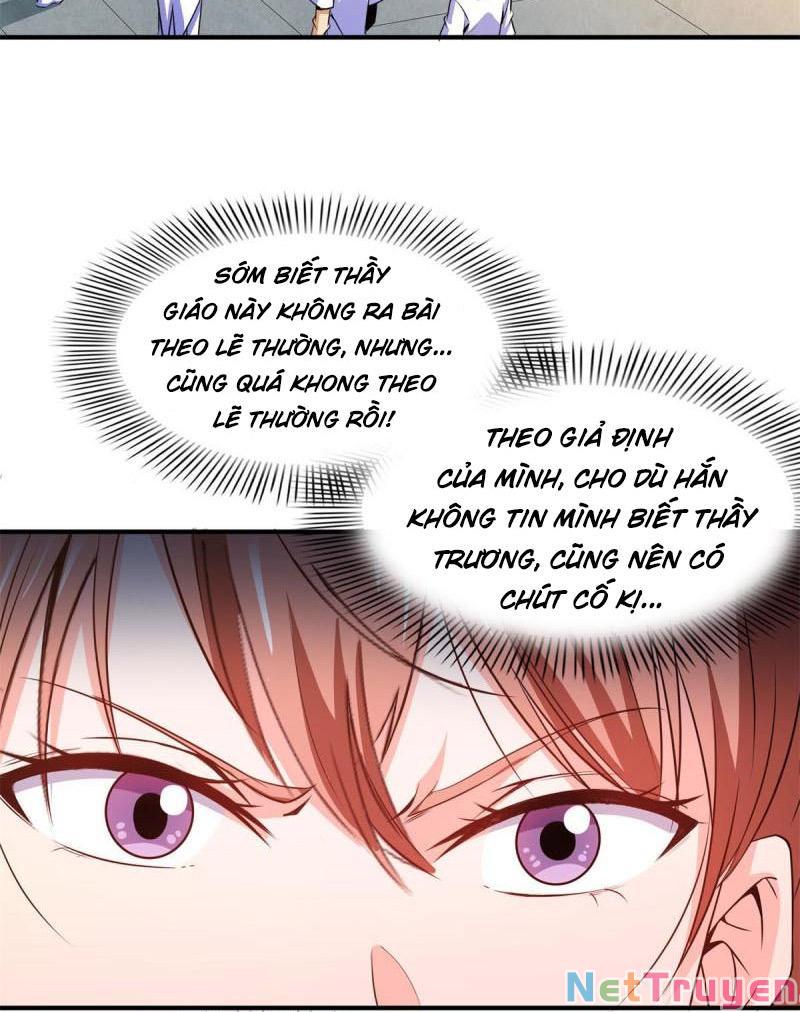 SỚM BIẾT THẦY
GIÁO NÀY KHÔNG RA BÀI
THEO LẼ THƯỜNG, NHƯNG...
CŨNG QUÁ KHONG THEO
LẼ THƯỜNG RỒI!
THEO GIẢ ĐỊNH
CỦA MÌNH, CHO DÙ HẮN
KHÔNG TIN MÌNH BIẾT THẦY
TRƯƠNG, CŨNG NÊN CÓ
CHÚT CỐ KỊ...
NetTruyen